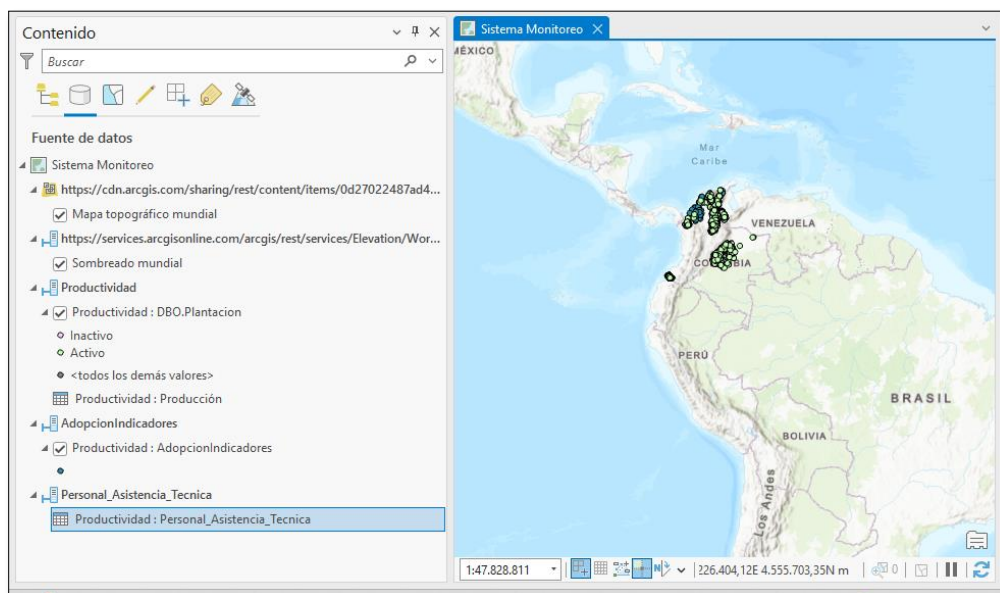 Contenido
Buscar
Fuente de datos
Sistema Monitoreo
https://cdn.arcgis.com/sharing/rest/content/items/0d27022487ad4...
Mapa topográfico mundial
https://services.arcgisonline.com/arcgis/rest/services/Elevation/Wor...
Sombreado mundial
Productividad
Productividad : DBO.Plantacion
Inactivo
Activo
<todos los demás valores>
Productividad : Producción
AdopcionIndicadores
Productividad : AdopcionIndicadores
Personal_Asistencia_Tecnica
Productividad : Personal_Asistencia_Tecnica
Sistema Monitoreo
MÉXICO
Mar
Caribe
VENEZUELA
COLOMBIA
PERÚ
BRASIL
BOLIVIA
Los Andes
1:47.828.811
226.404,12E 4.555.703,35N m
0